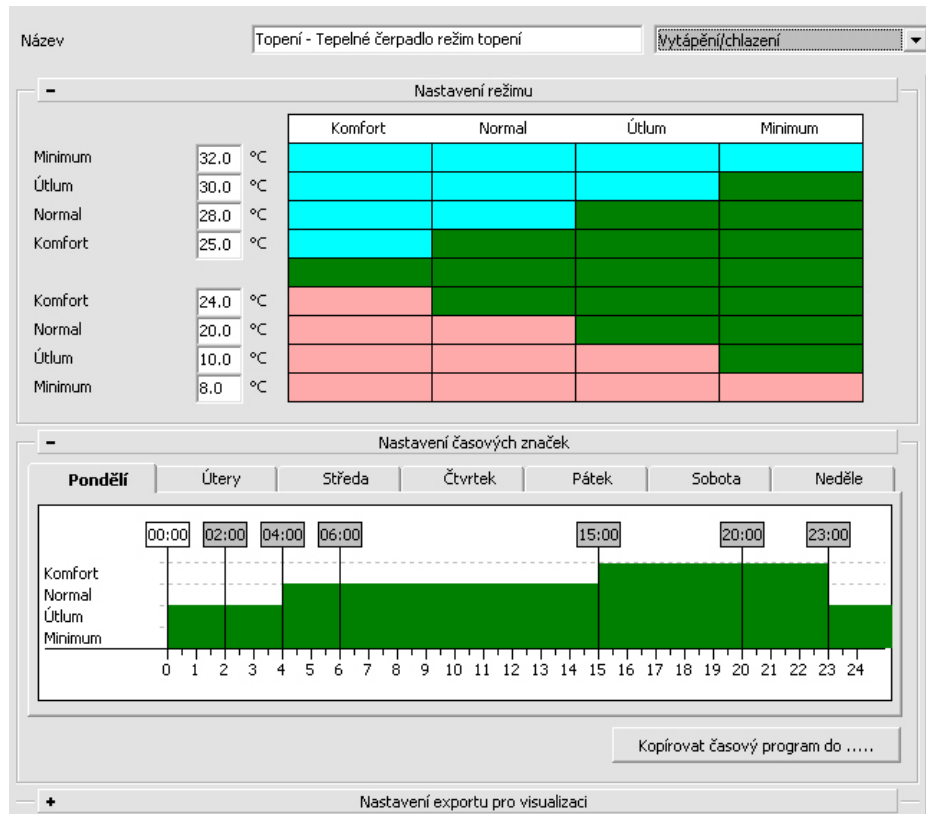 Název Topení - Tepelné čerpadlo režim topení Vytápění/chlazení
- Nastavení režimu
Komfort Normal Útlum Minimum
Minimum 32.0 °C
Útlum 30.0 °C
Normal 28.0 °C
Komfort 25.0 °C
Komfort 24.0 °C
Normal 20.0 °C
Útlum 10.0 °C
Minimum 8.0 °C
- Nastavení časových značek
Pondělí Útery Středa Čtvrtek Pátek Sobota Neděle
00:00 02:00 04:00 06:00 15:00 20:00 23:00
Komfort
Normal
Útlum
Minimum
0 1 2 3 4 5 6 7 8 9 10 11 12 13 14 15 16 17 18 19 20 21 22 23 24
Kopírovat časový program do .....
+ Nastavení exportu pro visualizaci